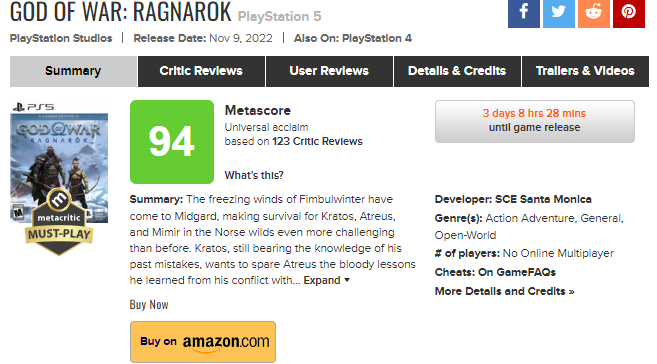 GOD OF WAR: RAGNAROK PlayStation 5
PlayStation Studios | Release Date: Nov 9, 2022 | Also On: PlayStation 4
Summary
Critic Reviews
User Reviews
Details & Credits
Trailers & Videos
PS5
GOD OF WAR
RAGNARÖK
M
metacritic
MUST-PLAY
94
Metascore
Universal acclaim
based on 123 Critic Reviews
What's this?
Summary: The freezing winds of Fimbulwinter have
come to Midgard, making survival for Kratos, Atreus,
and Mimir in the Norse wilds even more challenging
than before. Kratos, still bearing the knowledge of his
past mistakes, wants to spare Atreus the bloody lessons
he learned from his conflict with... Expand
Buy Now
Buy on amazon.com
3 days 8 hrs 28 mins
until game release
Developer: SCE Santa Monica
Genre(s): Action Adventure, General,
Open-World
# of players: No Online Multiplayer
Cheats: On GameFAQs
More Details and Credits »